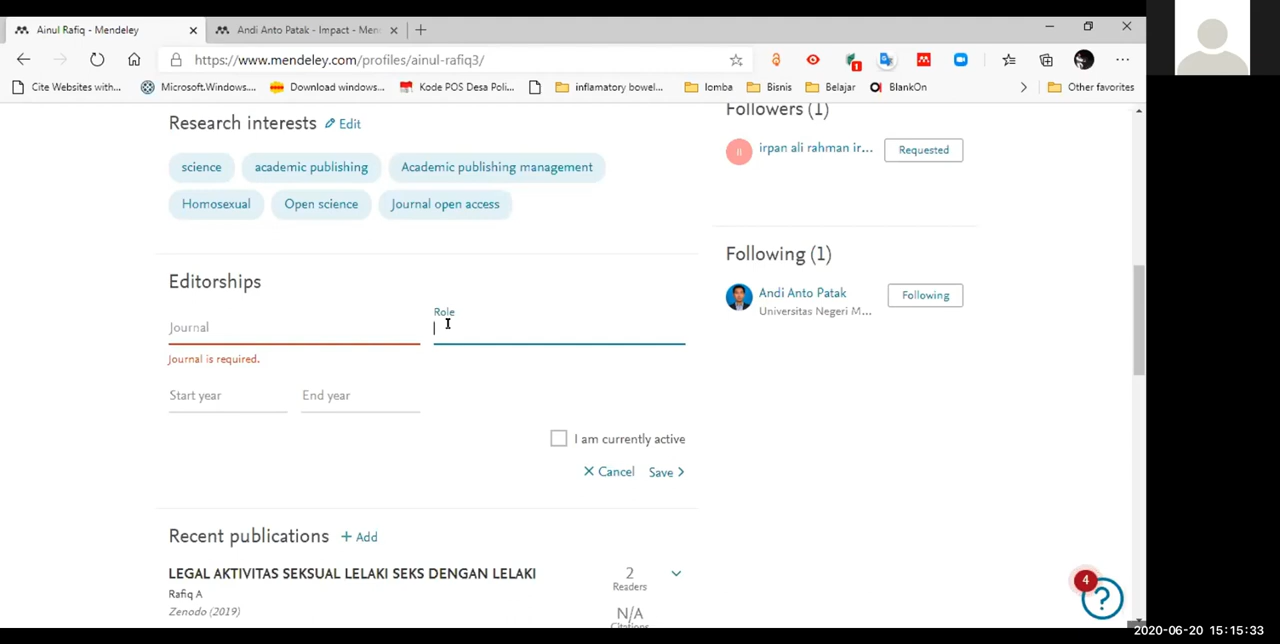 Ainul Rafiq - Mendeley
Andi Anto Patak - Impact - Men
https://www.mendeley.com/profiles/ainul-rafiq3/
1
Cite Websites with...
Microsoft.Windows...
Download windows...
Kode POS Desa Poli...
inflamatory bowel...
lomba
Bisnis
Belajar
BlankOn
Other favorites
Research interests Edit
science
academic publishing
Academic publishing management
Homosexual
Open science
Journal open access
Editorships
Journal
Role
Journal is required.
Start year
End year
I am currently active
Cancel
Save
Recent publications + Add
LEGAL AKTIVITAS SEKSUAL LELAKI SEKS DENGAN LELAKI
Rafiq A
Zenodo (2019)
2
Readers
N/A
Citations
Followers (1)
II
irpan ali rahman ir...
Requested
Following (1)
Andi Anto Patak
Universitas Negeri M...
Following
4
?
2020-06-20 15:15:33